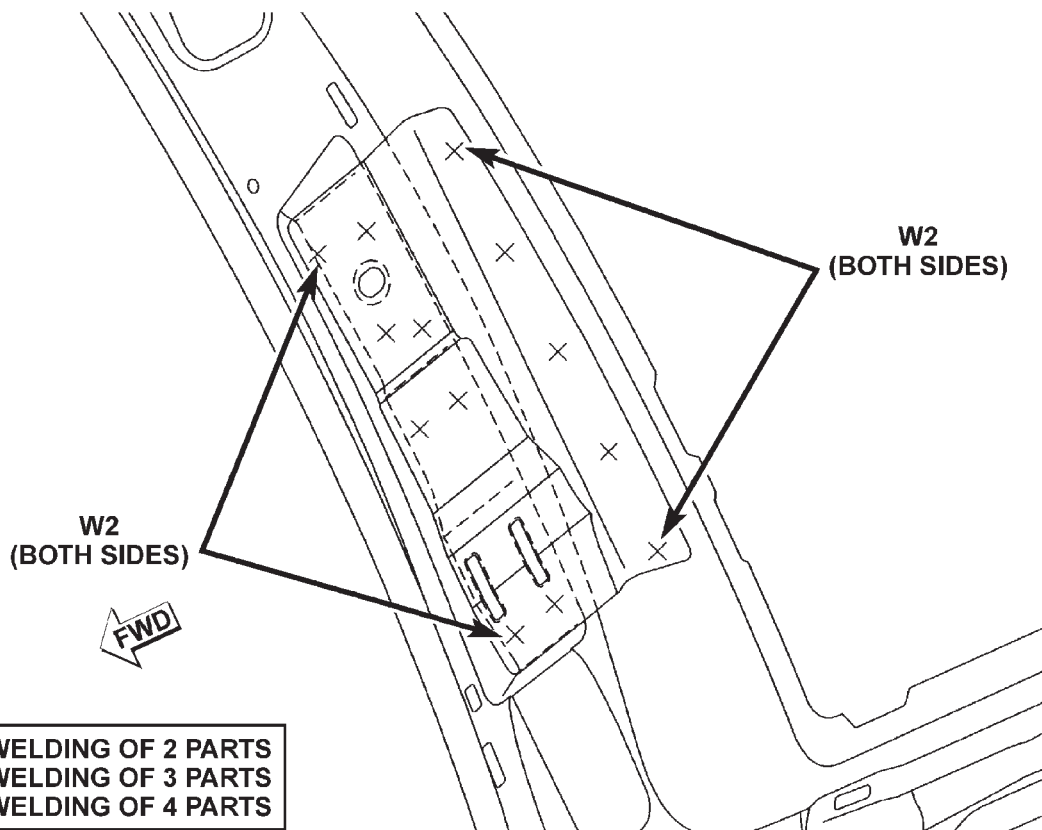 W2
(BOTH SIDES)
W2
(BOTH SIDES)
FWD
WELDING OF 2 PARTS
WELDING OF 3 PARTS
WELDING OF 4 PARTS